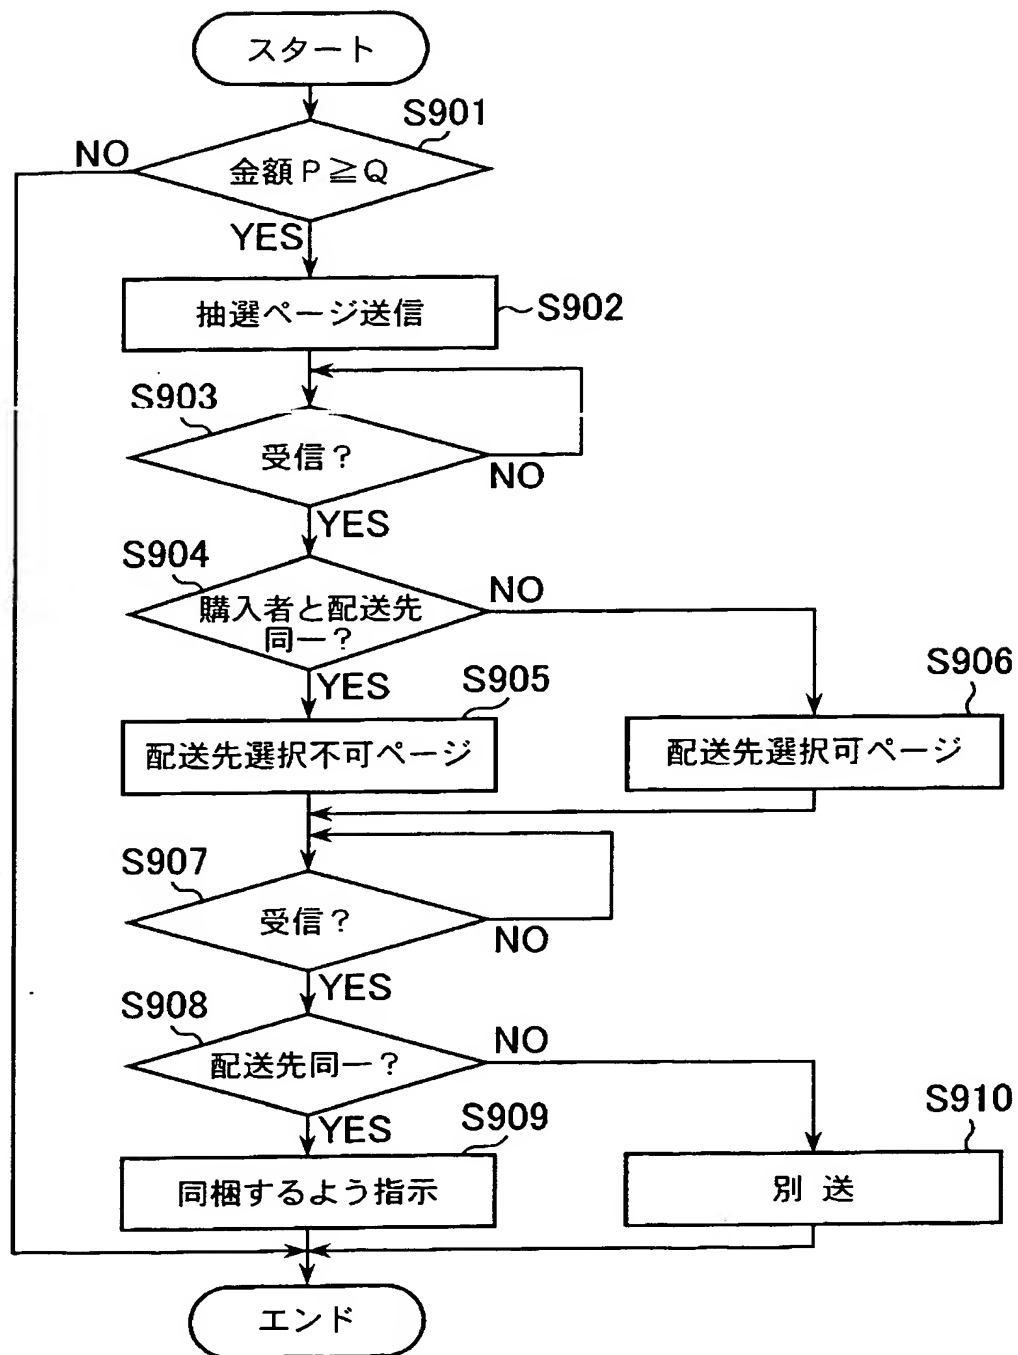 スタート
S901
NO
金額P≧Q
YES
抽選ページ送信
S902
S903
受信?
NO
YES
S904
NO
購入者と配送先
同一?
YES
S905
S906
配送先選択不可ページ
配送先選択可ページ
S907
受信?
NO
YES
S908
NO
配送先同一?
YES
S909
S910
同梱するよう指示
別 送
エンド